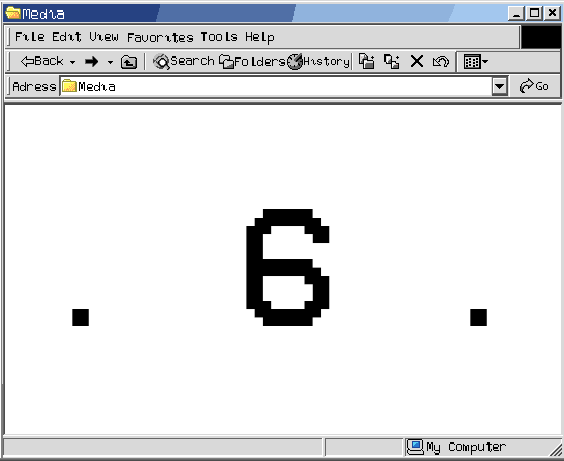 Media
File Edit View Favorites Tools Help
Back Search Folders History
Adress Media Go
. 6 .
My Computer